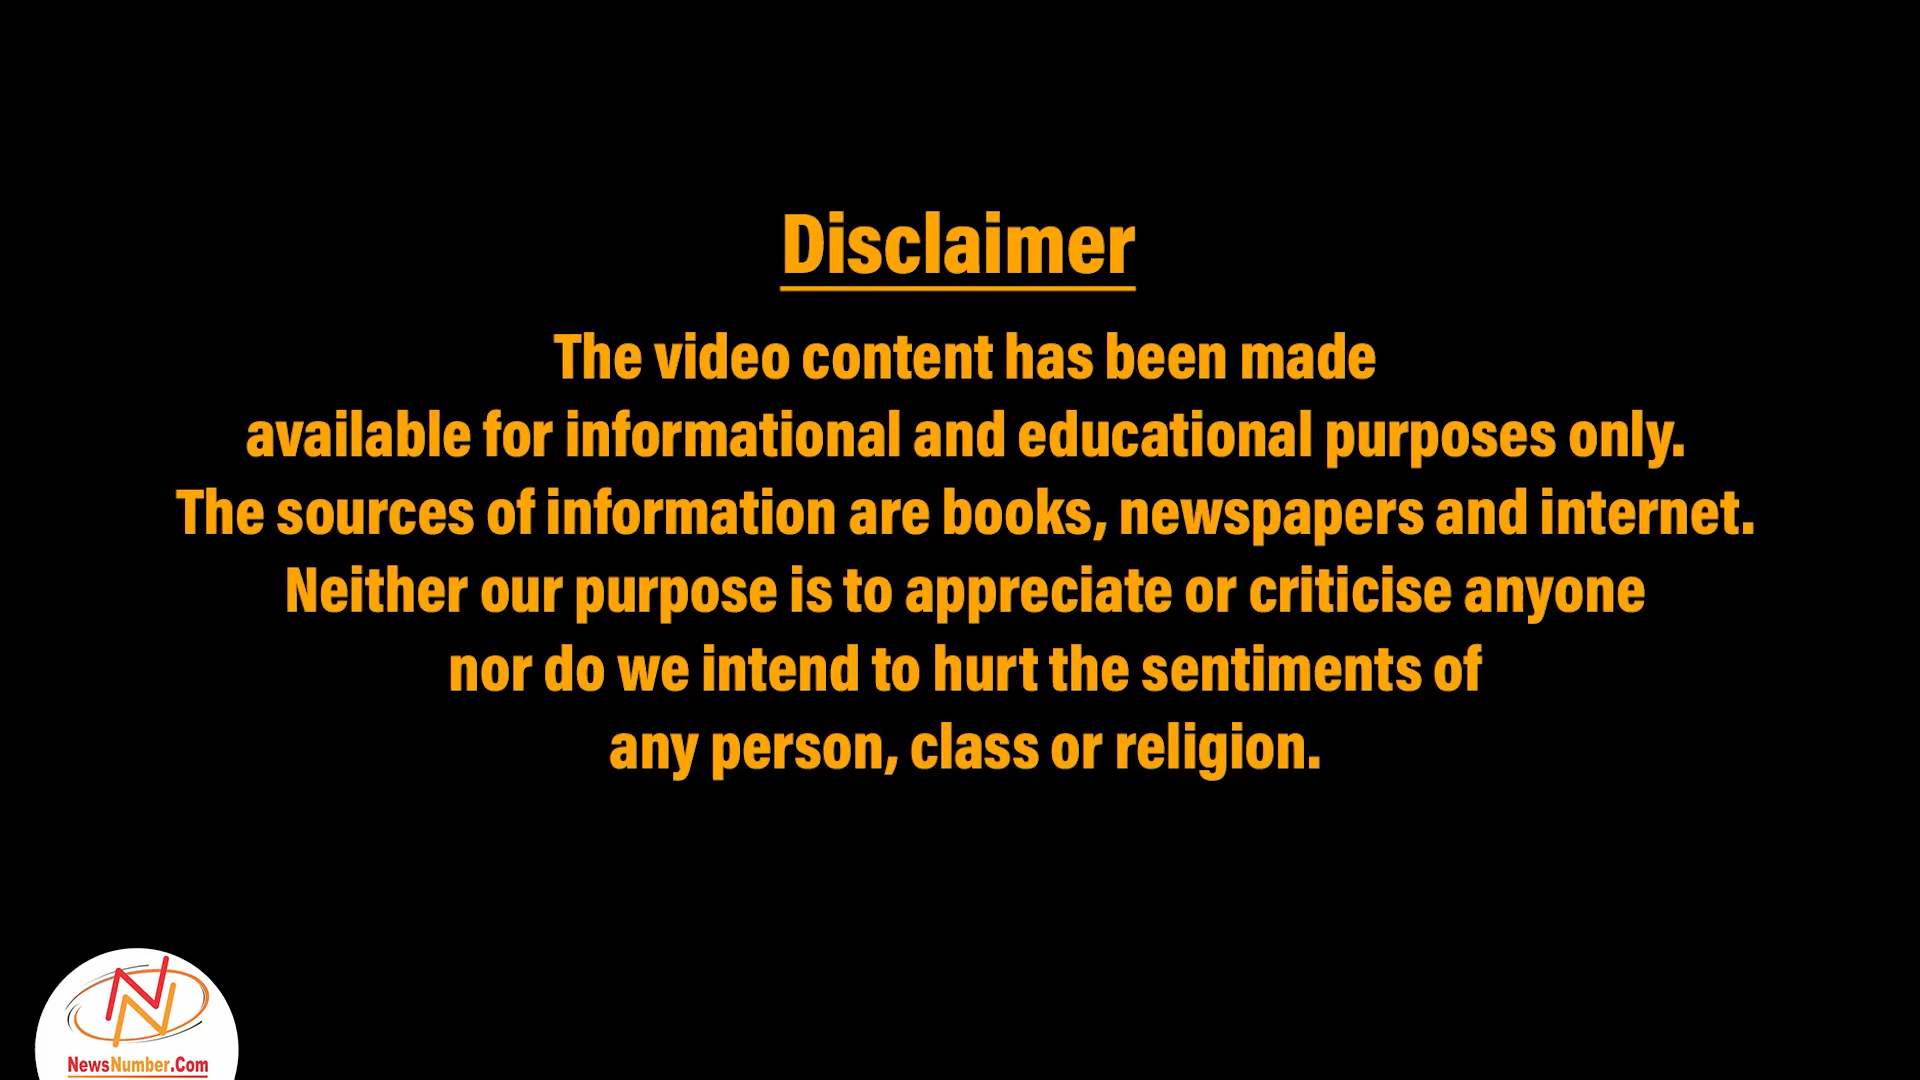 Disclaimer
The video content has been made
available for informational and educational purposes only.
The sources of information are books, newspapers and internet.
Neither our purpose is to appreciate or criticise anyone
nor do we intend to hurt the sentiments of
any person, class or religion.
NN
NewsNumber.Com